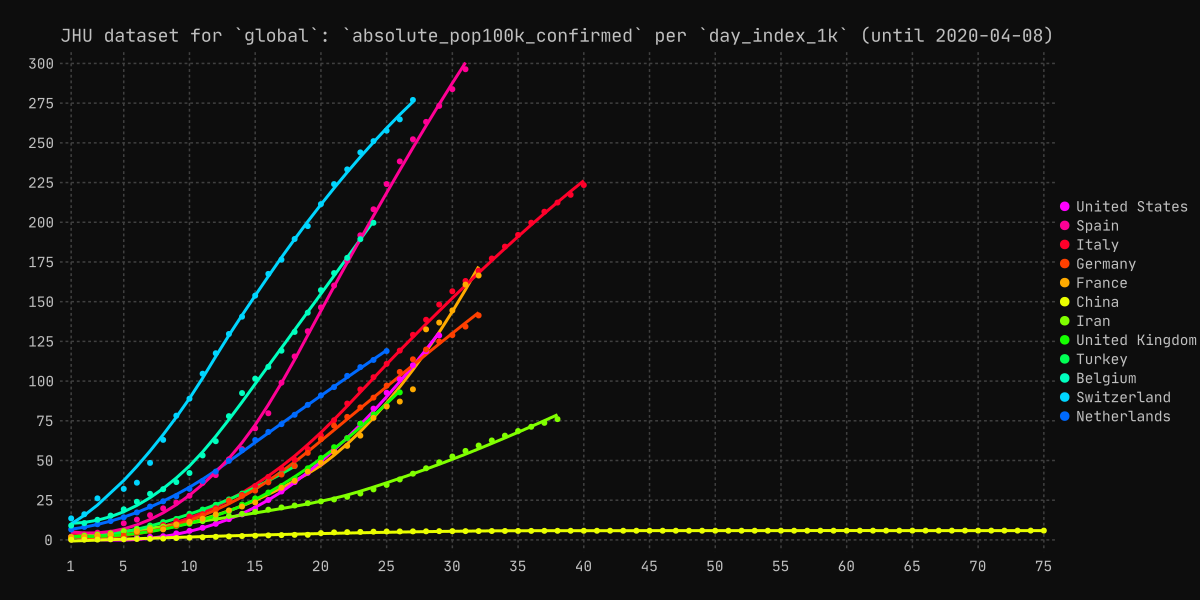 JHU dataset for `global`: `absolute_pop100k_confirmed` per `day_index_1k` (until 2020-04-08)
300
275
250
225
200
175
150
125
100
75
50
25
0
1 5 10 15 20 25 30 35 40 45 50 55 60 65 70 75
United States
Spain
Italy
Germany
France
China
Iran
United Kingdom
Turkey
Belgium
Switzerland
Netherlands